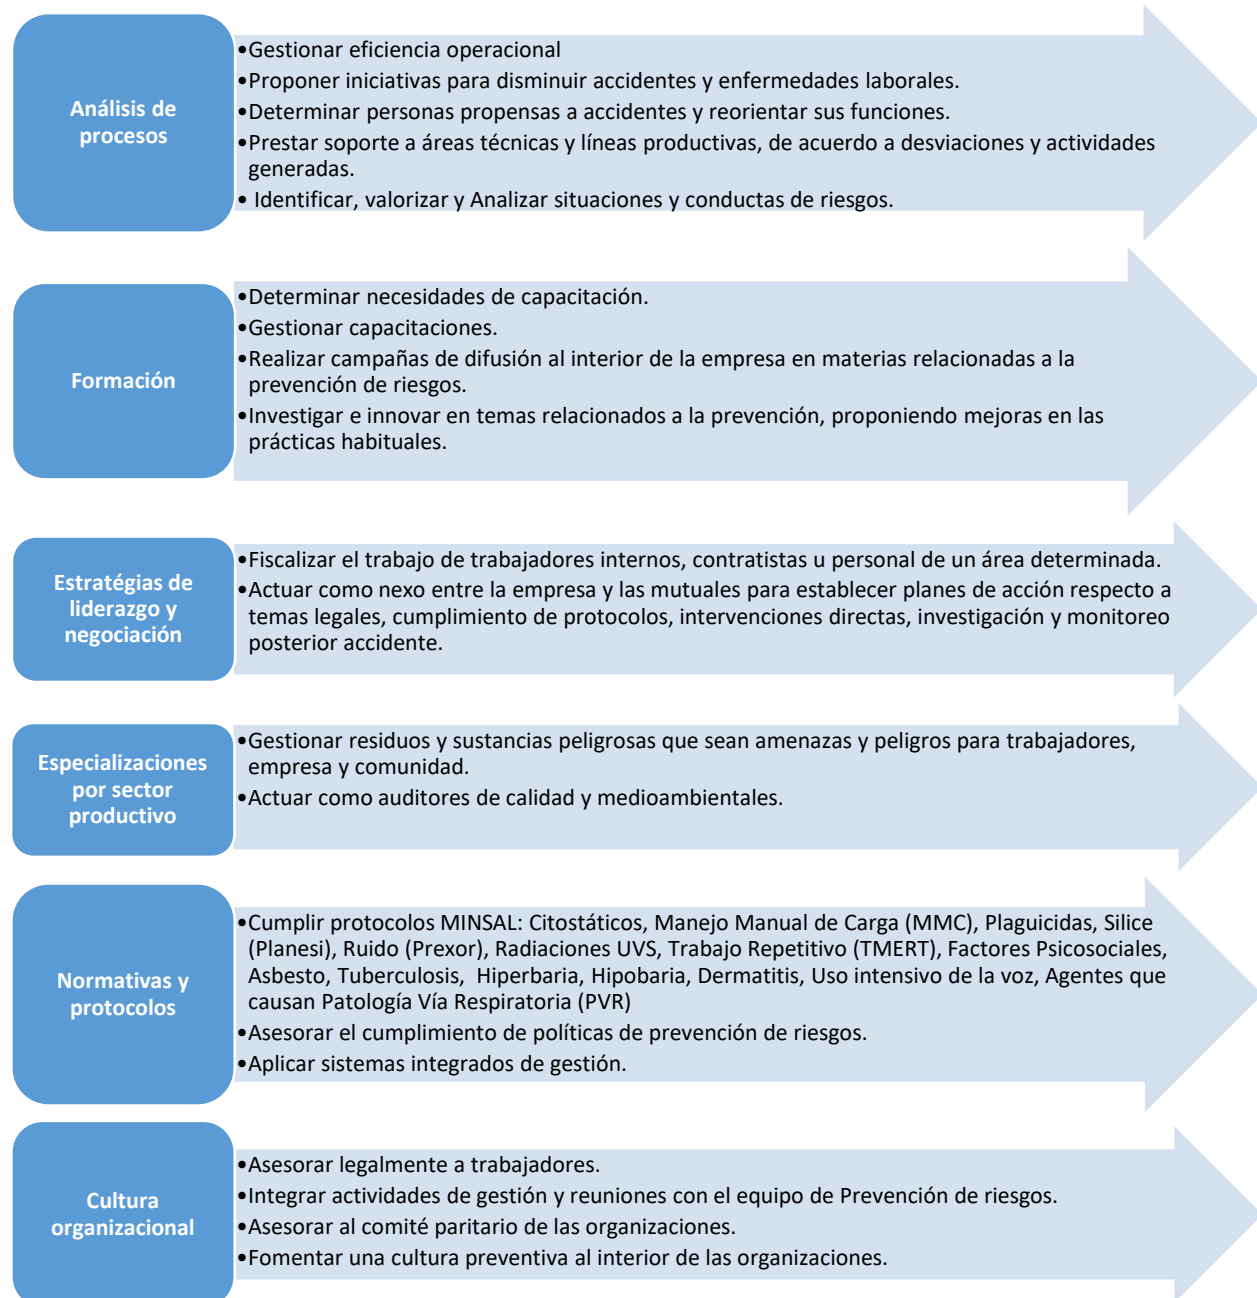 Análisis de
procesos
•Gestionar eficiencia operacional
•Proponer iniciativas para disminuir accidentes y enfermedades laborales.
•Determinar personas propensas a accidentes y reorientar sus funciones.
•Prestar soporte a áreas técnicas y líneas productivas, de acuerdo a desviaciones y actividades
generadas.
• Identificar, valorizar y Analizar situaciones y conductas de riesgos.
Formación
•Determinar necesidades de capacitación.
•Gestionar capacitaciones.
•Realizar campañas de difusión al interior de la empresa en materias relacionadas a la
prevención de riesgos.
•Investigar e innovar en temas relacionados a la prevención, proponiendo mejoras en las
prácticas habituales.
Estratégias de
liderazgo y
negociación
•Fiscalizar el trabajo de trabajadores internos, contratistas u personal de un área determinada.
•Actuar como nexo entre la empresa y las mutuales para establecer planes de acción respecto a
temas legales, cumplimiento de protocolos, intervenciones directas, investigación y monitoreo
posterior accidente.
Especializaciones
por sector
productivo
•Gestionar residuos y sustancias peligrosas que sean amenazas y peligros para trabajadores,
empresa y comunidad.
•Actuar como auditores de calidad y medioambientales.
Normativas y
protocolos
•Cumplir protocolos MINSAL: Citostáticos, Manejo Manual de Carga (MMC), Plaguicidas, Silice
(Planesi), Ruido (Prexor), Radiaciones UVS, Trabajo Repetitivo (TMERT), Factores Psicosociales,
Asbesto, Tuberculosis,  Hiperbaria, Hipobaria, Dermatitis, Uso intensivo de la voz, Agentes que
causan Patología Vía Respiratoria (PVR)
•Asesorar el cumplimiento de políticas de prevención de riesgos.
•Aplicar sistemas integrados de gestión.
Cultura
organizacional
•Asesorar legalmente a trabajadores.
•Integrar actividades de gestión y reuniones con el equipo de Prevención de riesgos.
•Asesorar al comité paritario de las organizaciones.
•Fomentar una cultura preventiva al interior de las organizaciones.